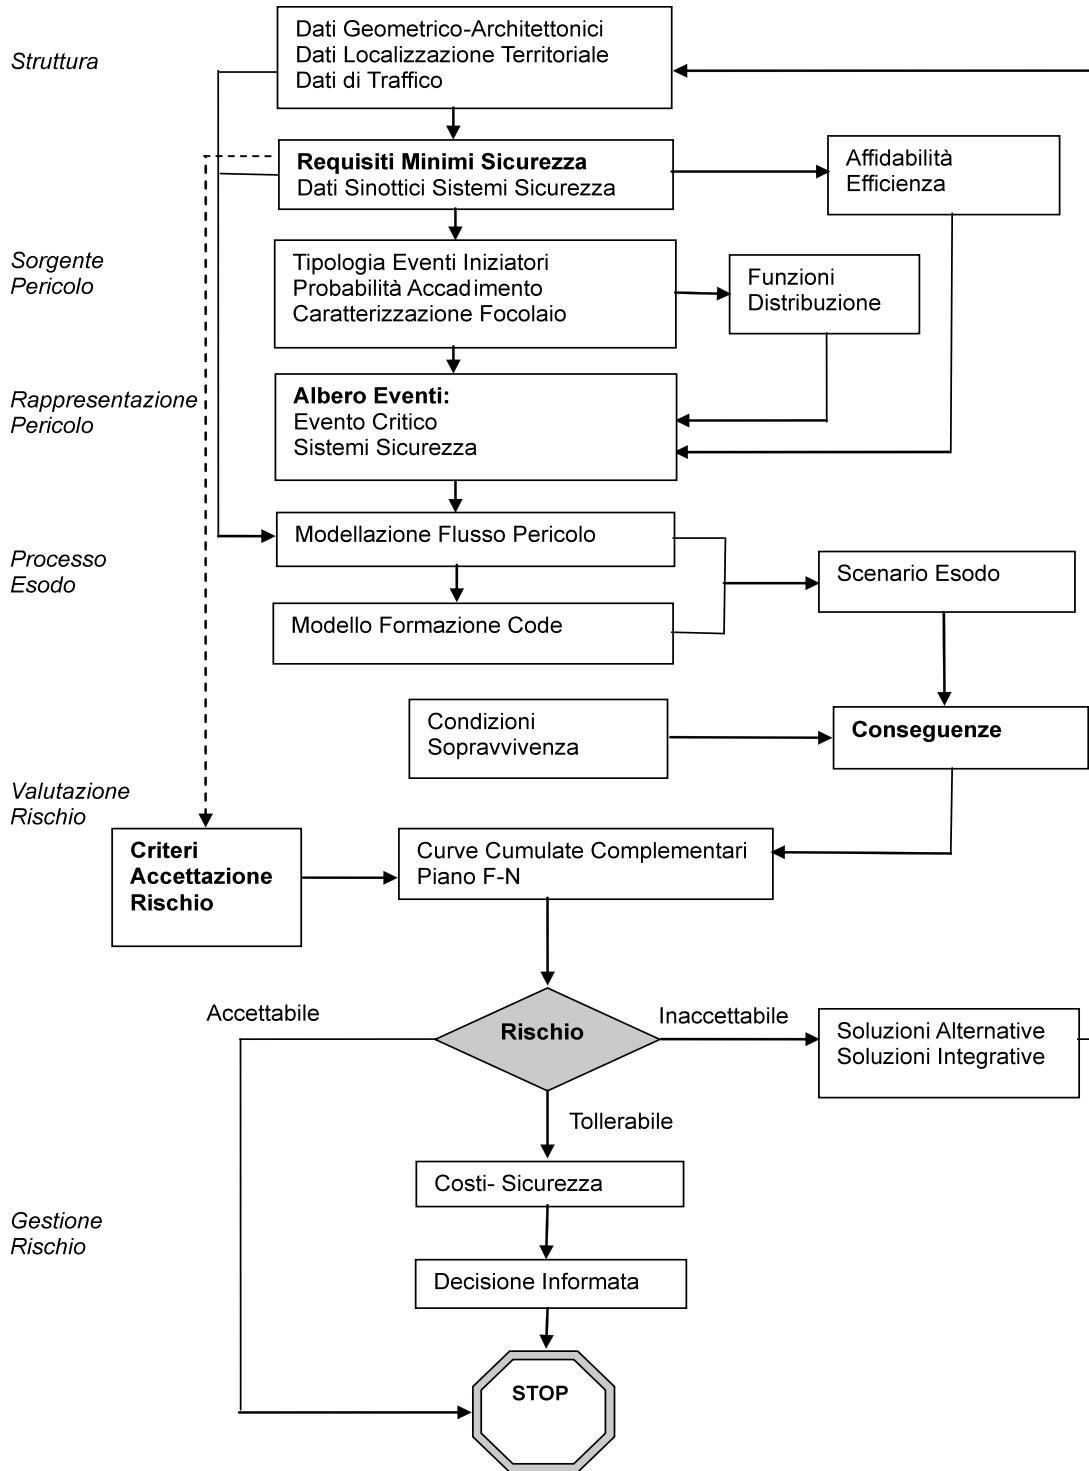 Struttura
Dati Geometrico-Architettonici
Dati Localizzazione Territoriale
Dati di Traffico
Requisiti Minimi Sicurezza
Dati Sinottici Sistemi Sicurezza
Affidabilità
Efficienza
Sorgente
Pericolo
Tipologia Eventi Iniziatori
Probabilità Accadimento
Caratterizzazione Focolaio
Funzioni
Distribuzione
Rappresentazione
Pericolo
Albero Eventi:
Evento Critico
Sistemi Sicurezza
Processo
Esodo
Modellazione Flusso Pericolo
Modello Formazione Code
Scenario Esodo
Condizioni
Sopravvivenza
Conseguenze
Valutazione
Rischio
Criteri
Accettazione
Rischio
Curve Cumulate Complementari
Piano F-N
Accettabile
Rischio
Inaccettabile
Soluzioni Alternative
Soluzioni Integrative
Tollerabile
Costi- Sicurezza
Gestione
Rischio
Decisione Informata
STOP